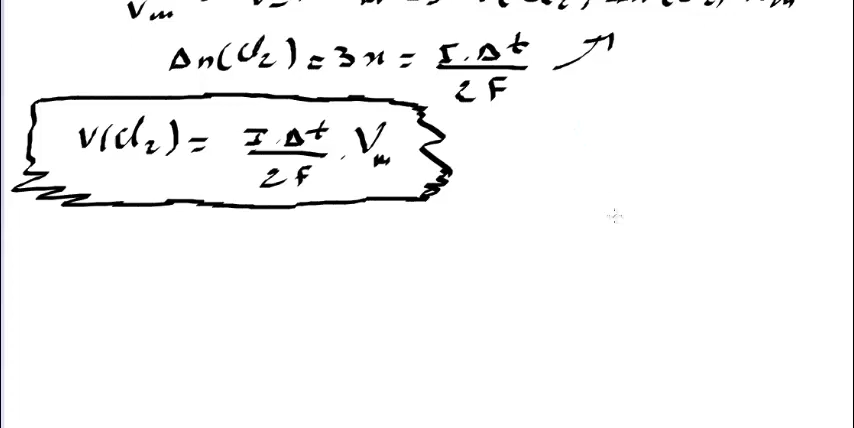 Δn(Cl₂) = 3x = I.Δt / 2F
V(Cl₂) = I.Δt / 2F . Vₘ